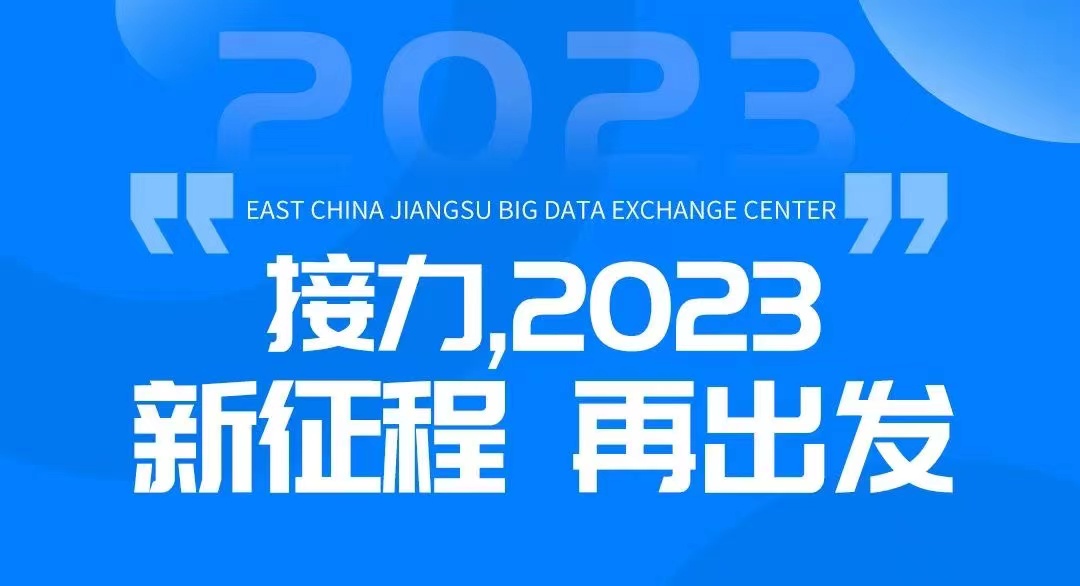 2023
" EAST CHINA JIANGSU BIG DATA EXCHANGE CENTER "
接力,2023
新征程 再出发